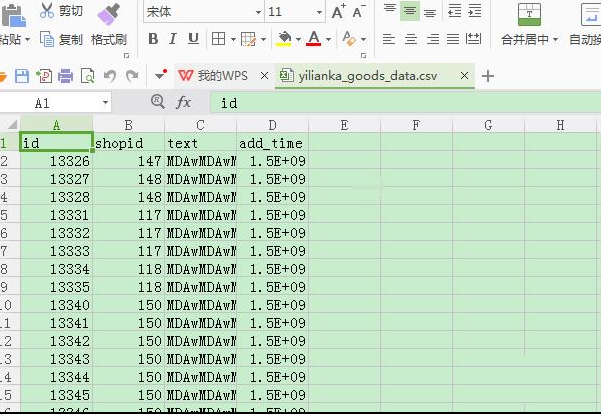 剪切 宋体 11 A+ A-
粘贴 复制 格式刷 B I U A 合并居中 自动换
我的WPS yilianka_goods_data.csv
A1 fx id
A B C D E F G H
1 id shopid text add_time
2 13326 147 MDAwMDAwM 1.5E+09
3 13327 148 MDAwMDAwM 1.5E+09
4 13328 148 MDAwMDAwM 1.5E+09
5 13331 117 MDAwMDAwM 1.5E+09
6 13332 117 MDAwMDAwM 1.5E+09
7 13333 117 MDAwMDAwM 1.5E+09
8 13334 118 MDAwMDAwM 1.5E+09
9 13335 118 MDAwMDAwM 1.5E+09
10 13340 150 MDAwMDAwM 1.5E+09
11 13341 150 MDAwMDAwM 1.5E+09
12 13342 150 MDAwMDAwM 1.5E+09
13 13343 150 MDAwMDAwM 1.5E+09
14 13344 150 MDAwMDAwM 1.5E+09
15 13345 150 MDAwMDAwM 1.5E+09